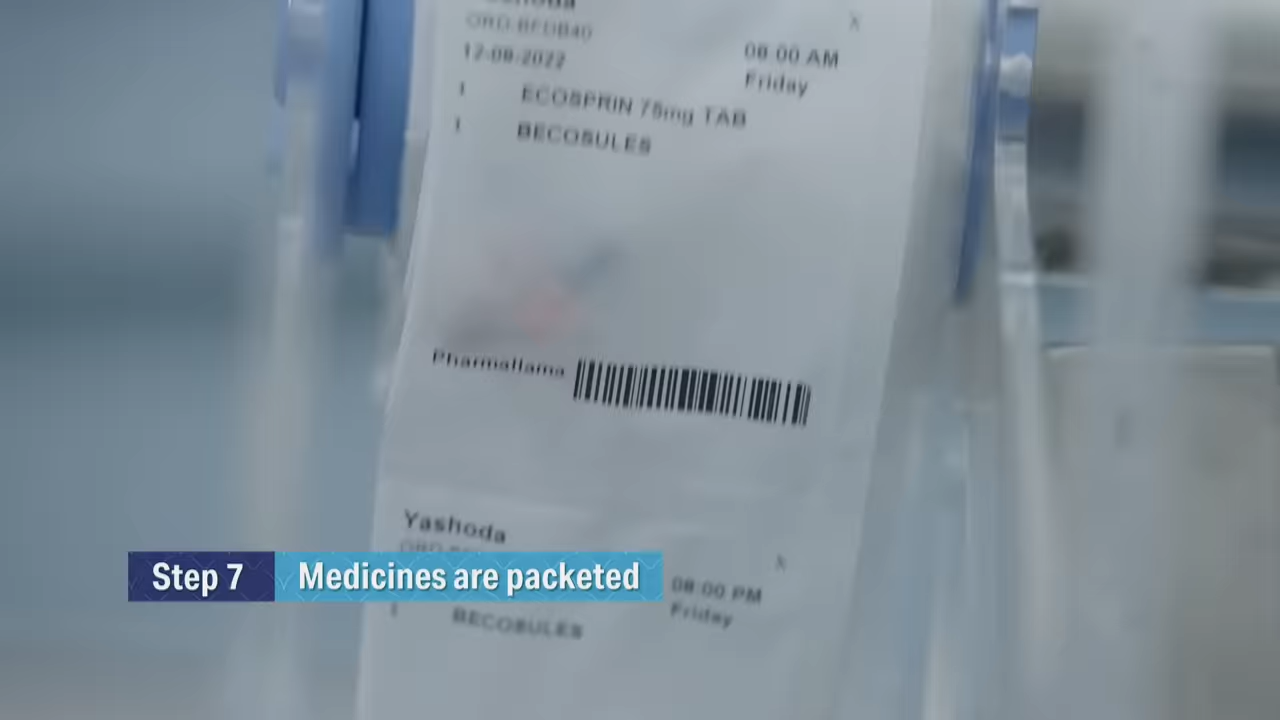 Yashoda
12-08-2022
08:00 AM
Friday
1 ECOSPRIN 75mg TAB
1 BECOSULES
Pharmallama
Yashoda
08:00 PM
Friday
1 BECOSULES
Step 7 Medicines are packeted